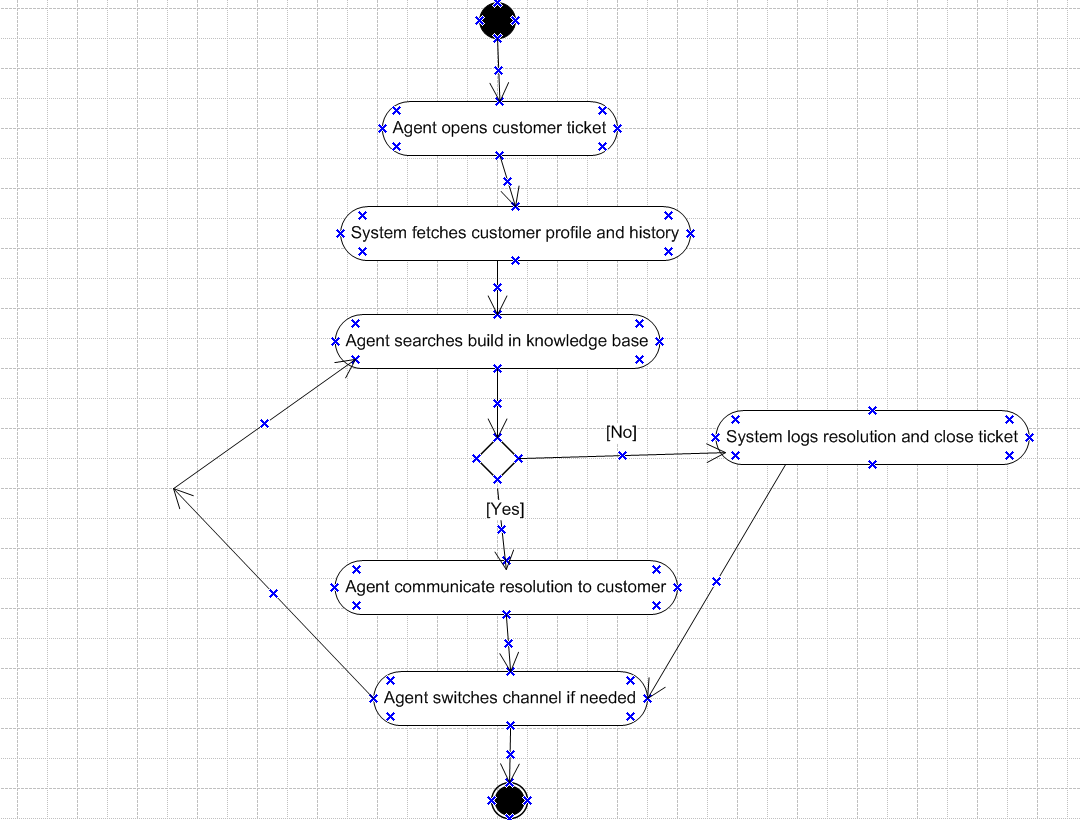 Agent opens customer ticket
System fetches customer profile and history
Agent searches build in knowledge base
[No]
System logs resolution and close ticket
[Yes]
Agent communicate resolution to customer
Agent switches channel if needed